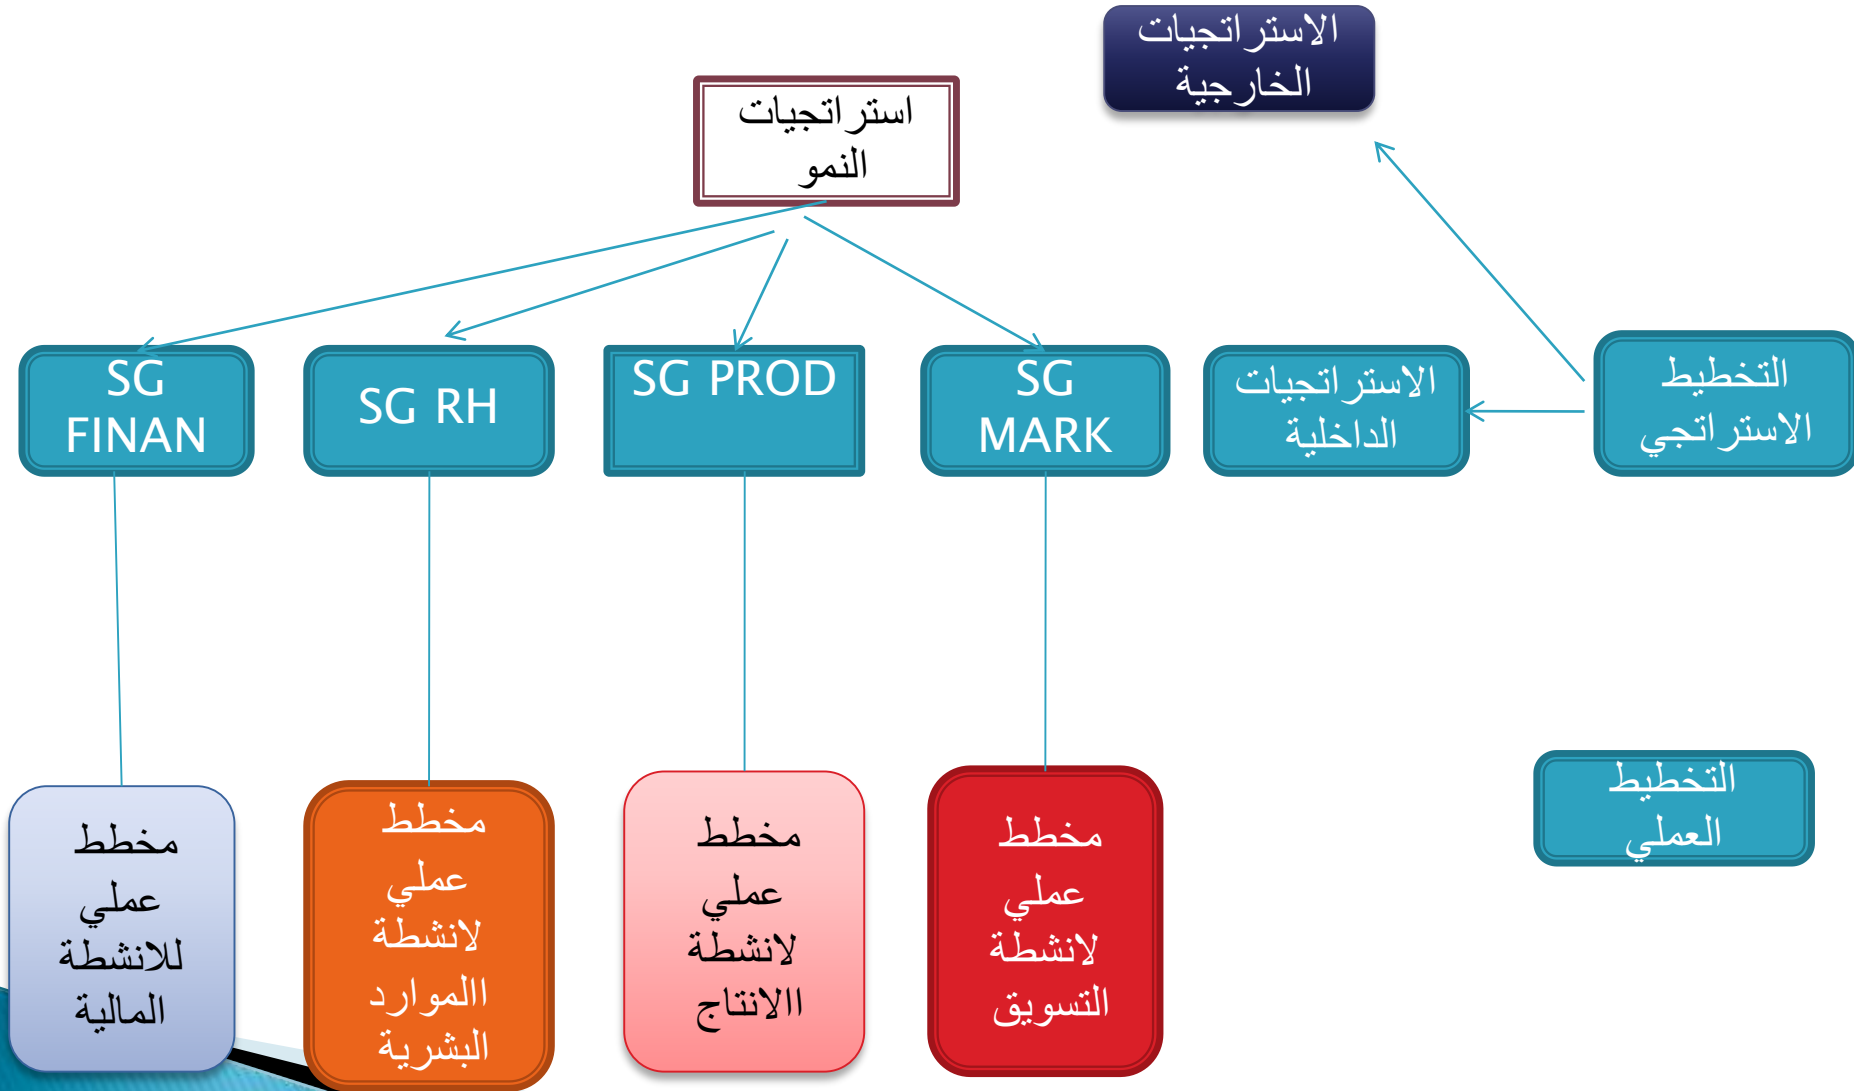 الاستراتجيات
الخارجية
استراتجيات
النمو
التخطيط
الاستراتجي
الاستراتجيات
الداخلية
SG
MARK
SG PROD
SG RH
SG
FINAN
التخطيط
العملي
مخطط
عملي
لانشطة
التسويق
مخطط
عملي
لانشطة
االانتاج
مخطط
عملي
لانشطة
االموارد
البشرية
مخطط
عملي
للانشطة
المالية